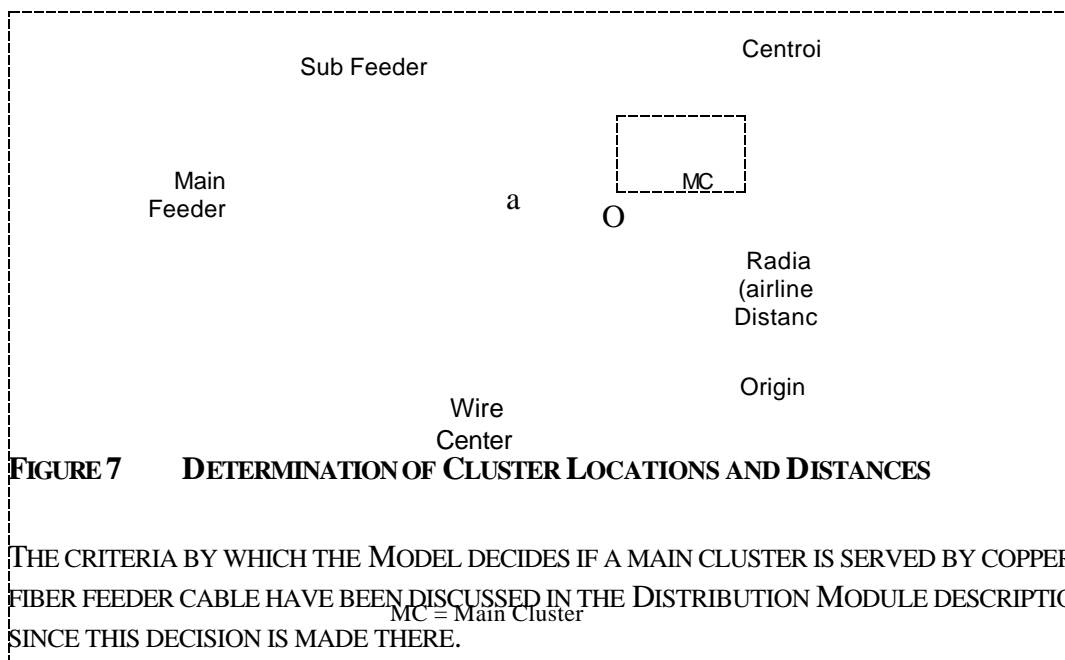 Centroi
Sub Feeder
MC
Main
Feeder
a
O
Radia
(airline
Distanc
Origin
Wire
Center
FIGURE 7 DETERMINATION OF CLUSTER LOCATIONS AND DISTANCES
THE CRITERIA BY WHICH THE MODEL DECIDES IF A MAIN CLUSTER IS SERVED BY COPPER
FIBER FEEDER CABLE HAVE BEEN DISCUSSED IN THE DISTRIBUTION MODULE DESCRIPTIO
MC = Main Cluster
SINCE THIS DECISION IS MADE THERE.